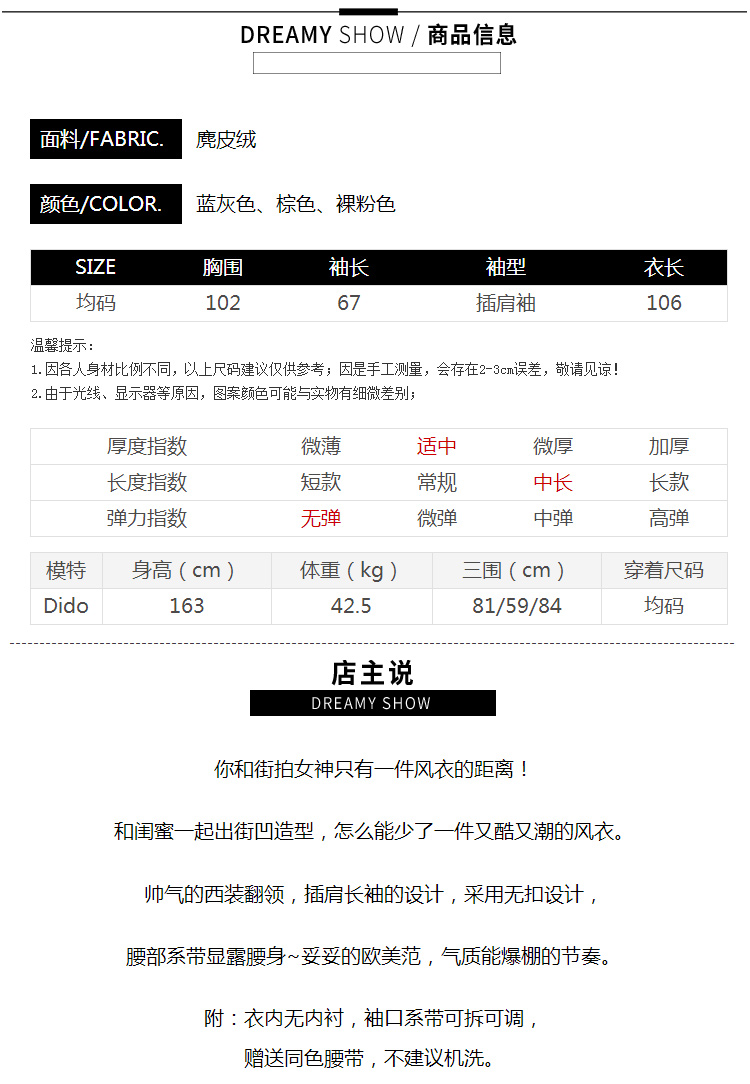 DREAMY SHOW / 商品信息
面料/FABRIC. 麂皮绒
颜色/COLOR. 蓝灰色、棕色、裸粉色
SIZE 胸围 袖长 袖型 衣长
均码 102 67 插肩袖 106
温馨提示：
1.因各人身材比例不同，以上尺码建议仅供参考；因是手工测量，会存在2-3cm误差，敬请见谅！
2.由于光线、显示器等原因，图案颜色可能与实物有细微差别；
厚度指数 微薄 适中 微厚 加厚
长度指数 短款 常规 中长 长款
弹力指数 无弹 微弹 中弹 高弹
模特 身高（cm） 体重（kg） 三围（cm） 穿着尺码
Dido 163 42.5 81/59/84 均码
店主说
DREAMY SHOW
你和街拍女神只有一件风衣的距离！
和闺蜜一起出街凹造型，怎么能少了一件又酷又潮的风衣。
帅气的西装翻领，插肩长袖的设计，采用无扣设计，
腰部系带显露腰身~妥妥的欧美范，气质能爆棚的节奏。
附：衣内无内衬，袖口系带可拆可调，
赠送同色腰带，不建议机洗。